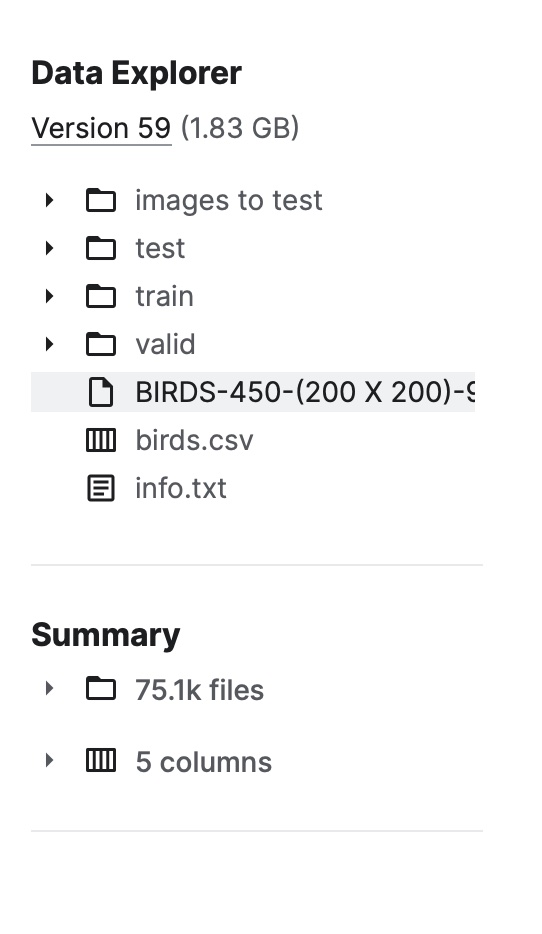 Data Explorer
Version 59 (1.83 GB)
images to test
test
train
valid
BIRDS-450-(200 X 200)-
birds.csv
info.txt
Summary
75.1k files
5 columns